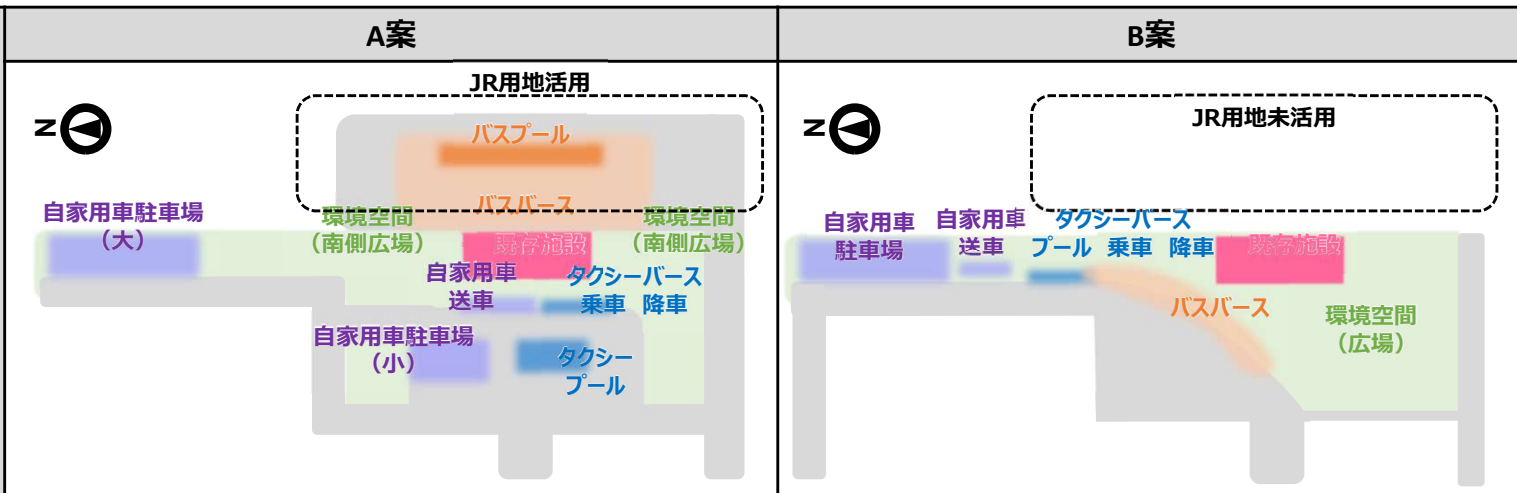 A案
B案
JR用地活用
N
バスプール
バスバース
自家用車駐車場
（大）
環境空間
（南側広場）
既存施設
環境空間
（南側広場）
自家用車
送車
タクシーバース
乗車 降車
自家用車駐車場
（小）
タクシー
プール
JR用地未活用
N
自家用車
駐車場
自家用車
送車
タクシーバース
プール 乗車 降車
既存施設
バスバース
環境空間
（広場）